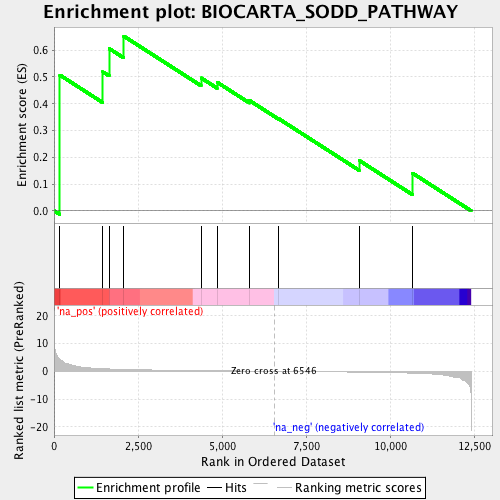 Enrichment plot: BIOCARTA_SODD_PATHWAY
Enrichment score (ES)
0.6
0.5
0.4
0.3
0.2
0.1
0.0
'na_pos' (positively correlated)
Ranked list metric (PreRanked)
20
10
0
-10
-20
Zero cross at 6546
'na_neg' (negatively correlated)
0 2,500 5,000 7,500 10,000 12,500
Rank in Ordered Dataset
Enrichment profile Hits Ranking metric scores